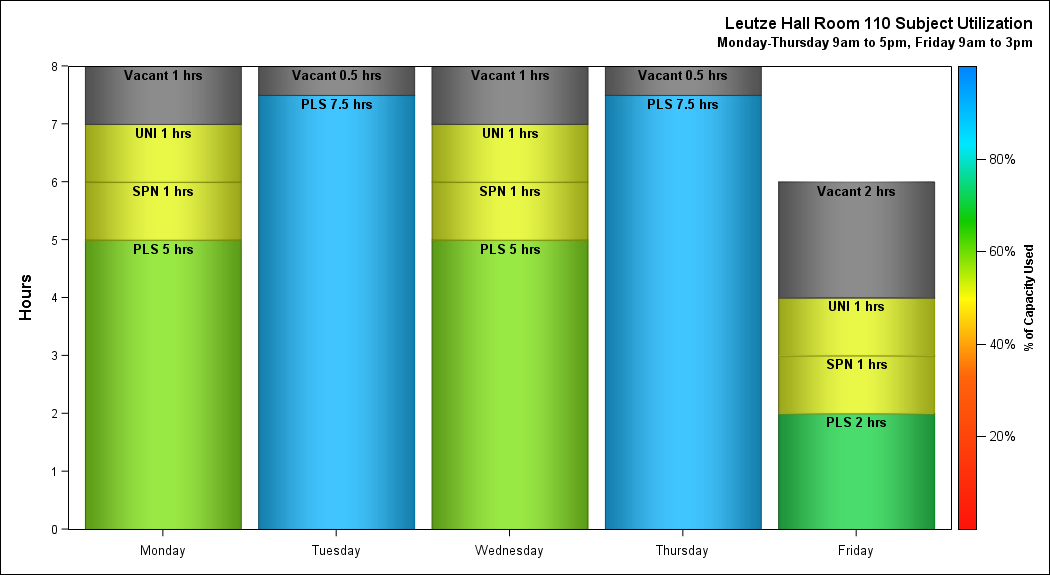 Leutze Hall Room 110 Subject Utilization
Monday-Thursday 9am to 5pm, Friday 9am to 3pm
Hours
8
7
6
5
4
3
2
1
0
Vacant 1 hrs
UNI 1 hrs
SPN 1 hrs
PLS 5 hrs
Vacant 0.5 hrs
PLS 7.5 hrs
Vacant 1 hrs
UNI 1 hrs
SPN 1 hrs
PLS 5 hrs
Vacant 0.5 hrs
PLS 7.5 hrs
Vacant 2 hrs
UNI 1 hrs
SPN 1 hrs
PLS 2 hrs
Monday
Tuesday
Wednesday
Thursday
Friday
80%
60%
40%
20%
% of Capacity Used